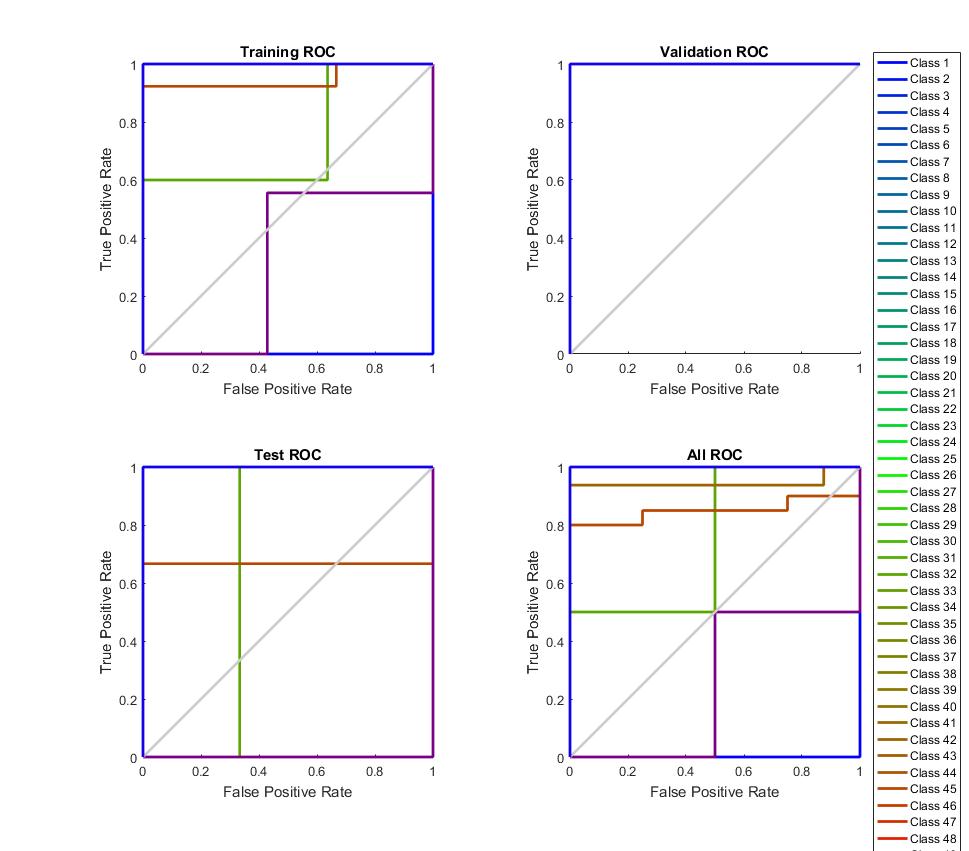 Training ROC
1
0.8
0.6
0.4
0.2
0
0 0.2 0.4 0.6 0.8 1
True Positive Rate
False Positive Rate
Validation ROC
1
0.8
0.6
0.4
0.2
0
0 0.2 0.4 0.6 0.8 1
True Positive Rate
False Positive Rate
Test ROC
1
0.8
0.6
0.4
0.2
0
0 0.2 0.4 0.6 0.8 1
True Positive Rate
False Positive Rate
All ROC
1
0.8
0.6
0.4
0.2
0
0 0.2 0.4 0.6 0.8 1
True Positive Rate
False Positive Rate
Class 1
Class 2
Class 3
Class 4
Class 5
Class 6
Class 7
Class 8
Class 9
Class 10
Class 11
Class 12
Class 13
Class 14
Class 15
Class 16
Class 17
Class 18
Class 19
Class 20
Class 21
Class 22
Class 23
Class 24
Class 25
Class 26
Class 27
Class 28
Class 29
Class 30
Class 31
Class 32
Class 33
Class 34
Class 35
Class 36
Class 37
Class 38
Class 39
Class 40
Class 41
Class 42
Class 43
Class 44
Class 45
Class 46
Class 47
Class 48